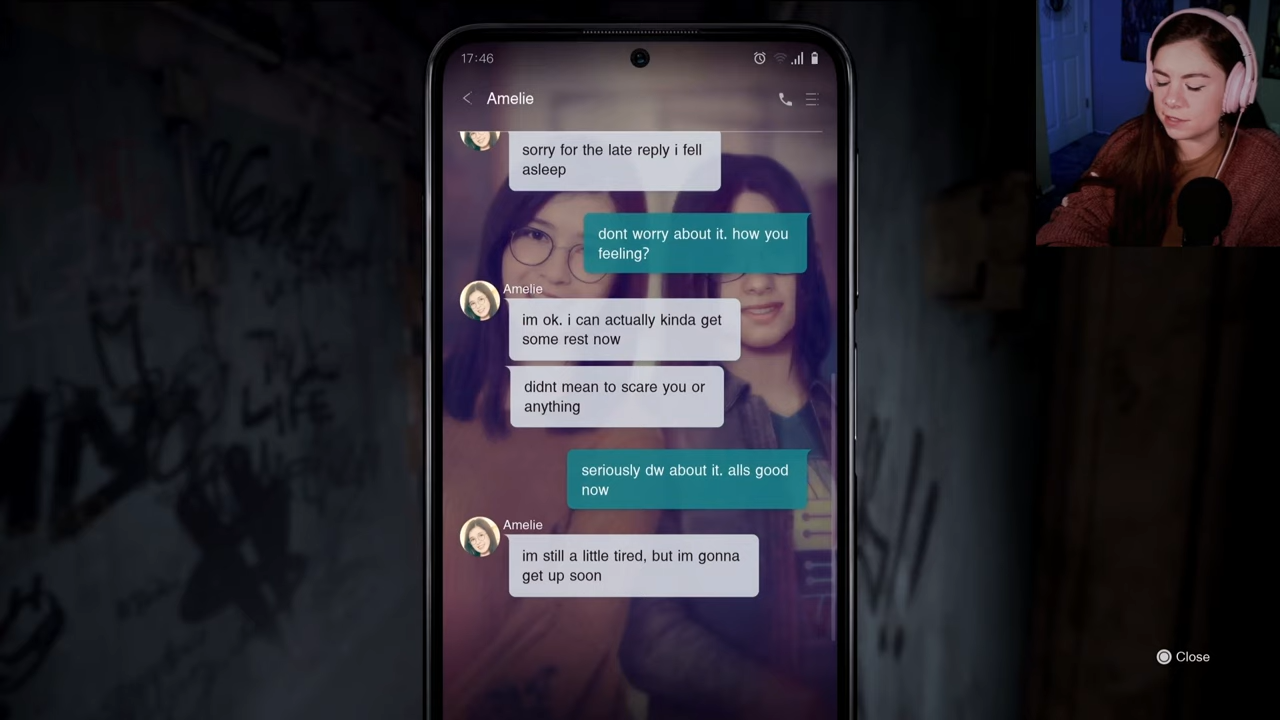 17:46
Amelie
sorry for the late reply i fell
asleep
dont worry about it. how you
feeling?
Amelie
im ok. i can actually kinda get
some rest now
didnt mean to scare you or
anything
seriously dw about it. alls good
now
Amelie
im still a little tired, but im gonna
get up soon
Close